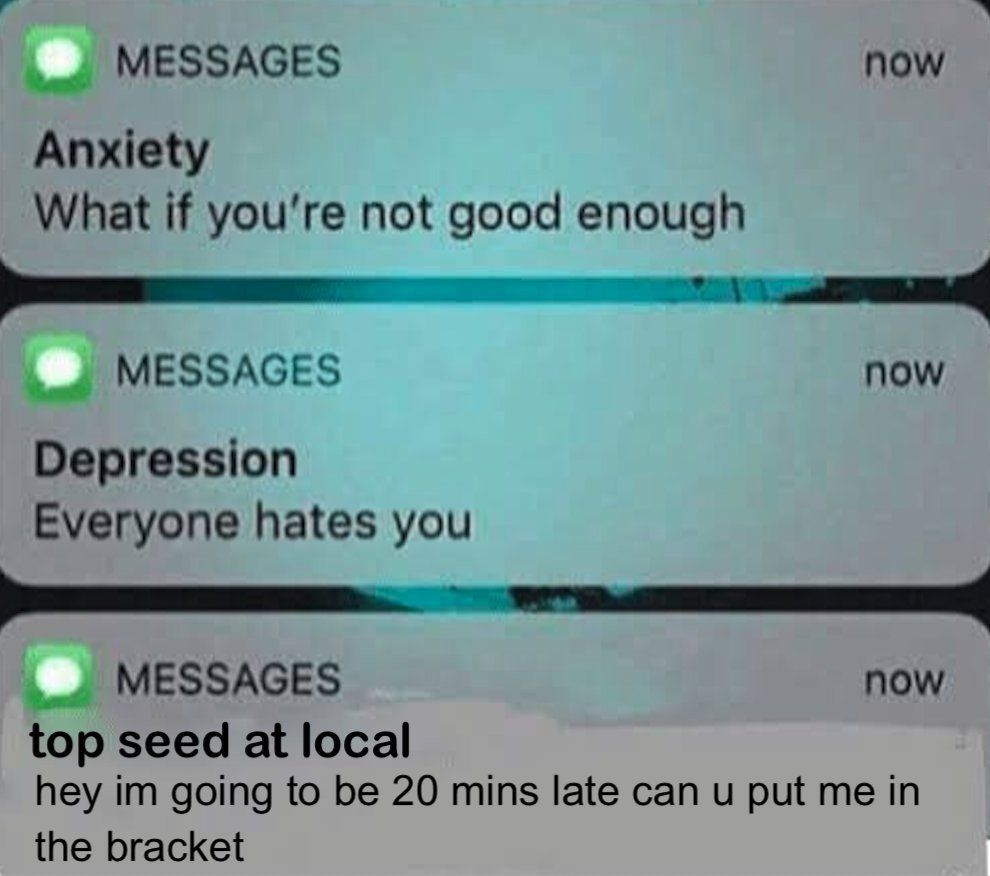 MESSAGES now
Anxiety
What if you're not good enough
MESSAGES now
Depression
Everyone hates you
MESSAGES now
top seed at local
hey im going to be 20 mins late can u put me in
the bracket